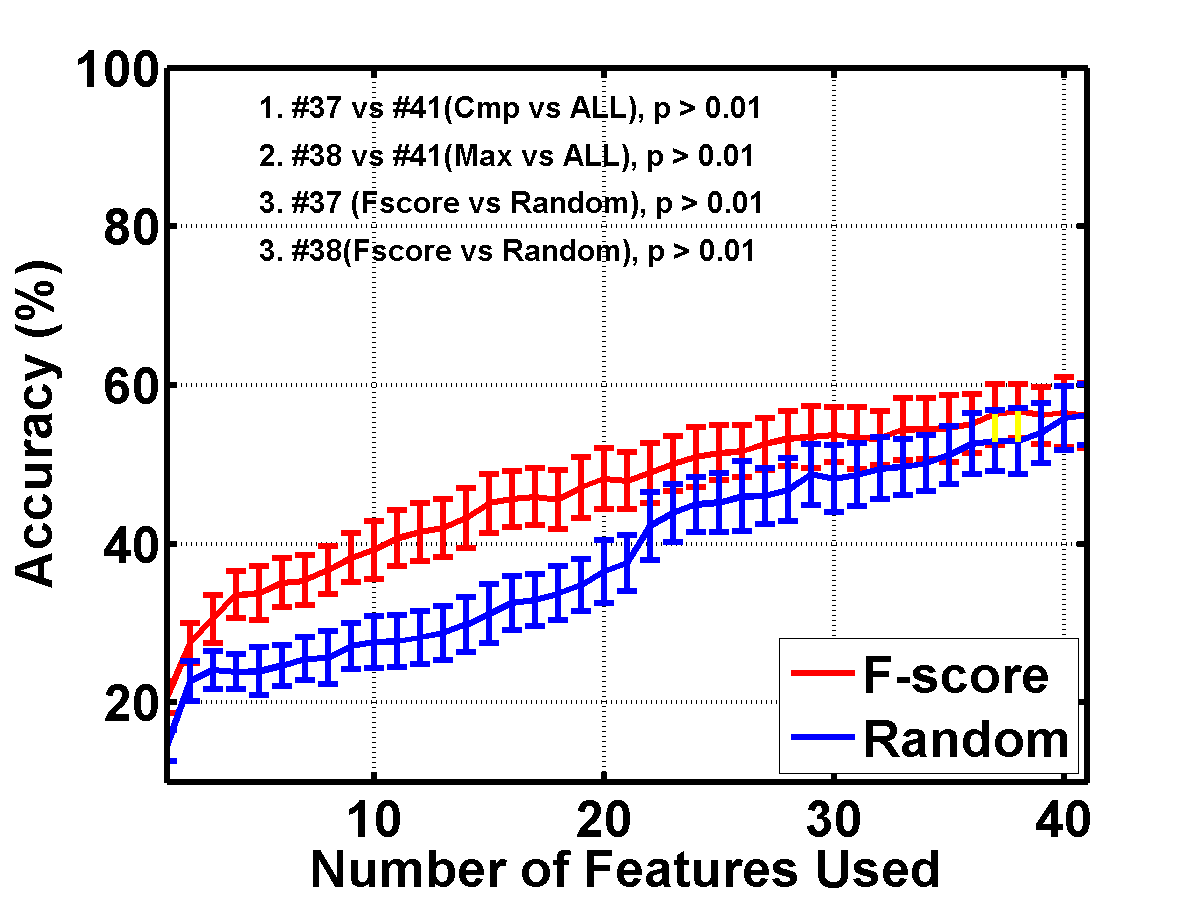 100
1. #37 vs #41(Cmp vs ALL), p > 0.01
2. #38 vs #41(Max vs ALL), p > 0.01
3. #37 (Fscore vs Random), p > 0.01
80
3. #38(Fscore vs Random), p > 0.01
Accuracy (%)
60
40
20
F-score
Random
10 20 30 40
Number of Features Used